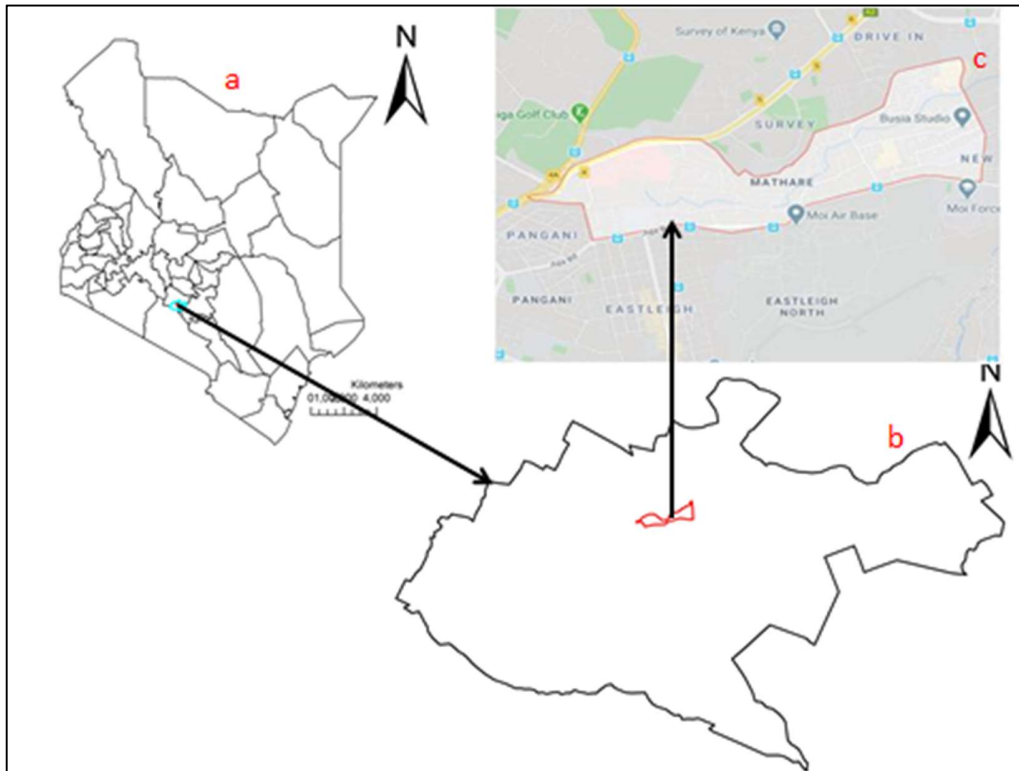 N
a
Kilometers
4,000
Survey of Kenya
DRIVE IN
c
iga Golf Club
SURVEY
Busia Studio
NEW
MATHARE
Moi Air Base
Moi Force
PANGANI
PANGANI
EASTLEIGH
EASTLEIGH
NORTH
N
b